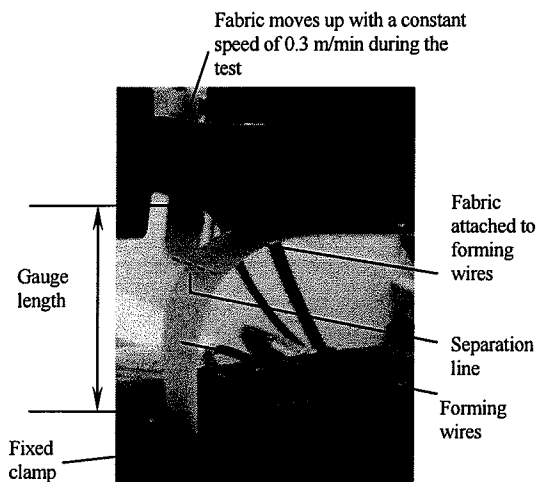 Fabric moves up with a constant
speed of 0.3 m/min during the
test
Fabric
attached to
forming
wires
Gauge
length
Separation
line
Forming
wires
Fixed
clamp